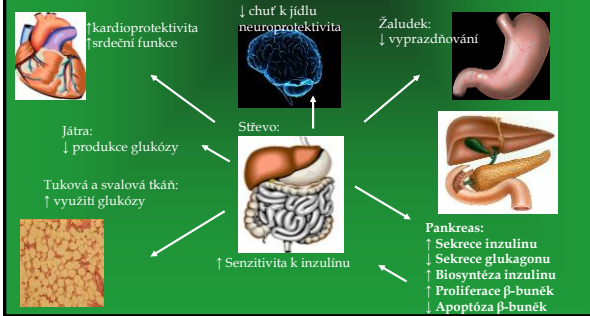 ↑kardioprotektivita
↑srdeční funkce
↓ chuť k jídlu
neuroprotektivita
Žaludek:
↓ vyprazdňování
Játra:
↓ produkce glukózy
Střevo:
Tuková a svalová tkáň:
↑ využití glukózy
↑ Senzitivita k inzulínu
Pankreas:
↑ Sekrece inzulinu
↓ Sekrece glukagonu
↑ Biosyntéza inzulinu
↑ Proliferace β-buněk
↓ Apoptóza β-buněk